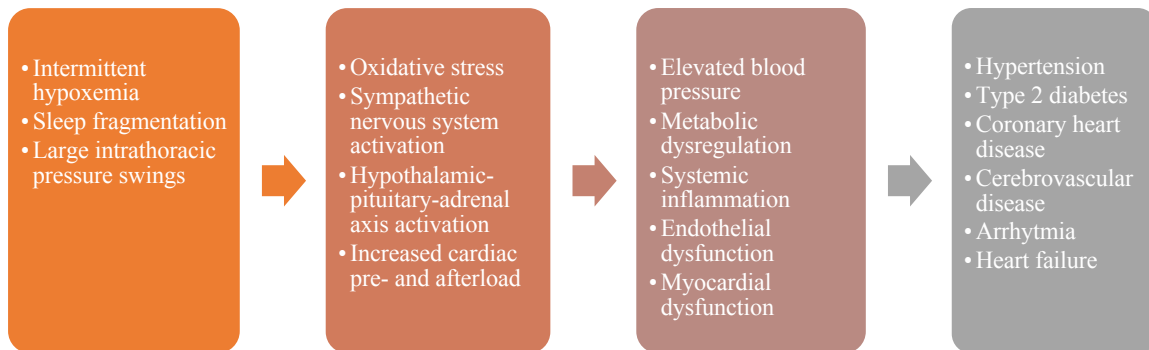 • Intermittent
hypoxemia
• Sleep fragmentation
• Large intrathoracic
pressure swings
• Oxidative stress
• Sympathetic
nervous system
activation
• Hypothalamic-
pituitary-adrenal
axis activation
• Increased cardiac
pre- and afterload
• Elevated blood
pressure
• Metabolic
dysregulation
• Systemic
inflammation
• Endothelial
dysfunction
• Myocardial
dysfunction
• Hypertension
• Type 2 diabetes
• Coronary heart
disease
• Cerebrovascular
disease
• Arrhytmia
• Heart failure